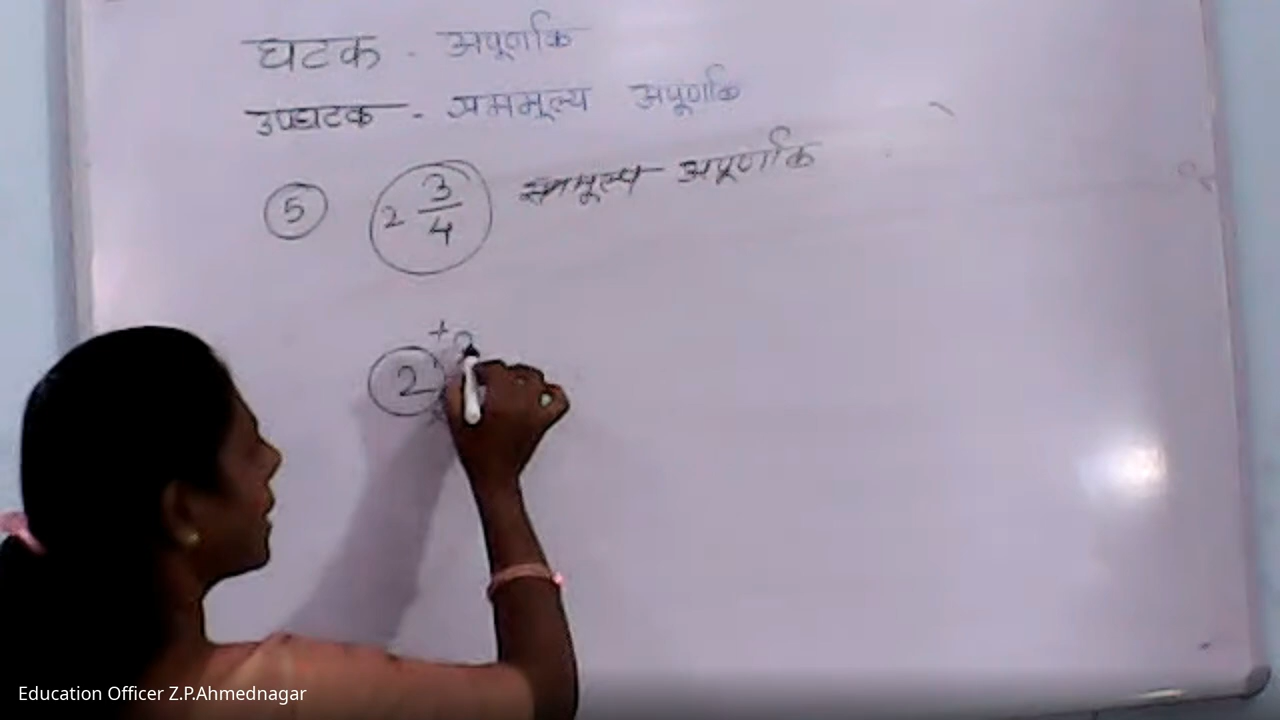 घटक - अपूर्णांक
उपघटक - सममूल्य अपूर्णांक
5 2 3/4 सममूल्य अपूर्णांक
+
2
Education Officer Z.P.Ahmednagar